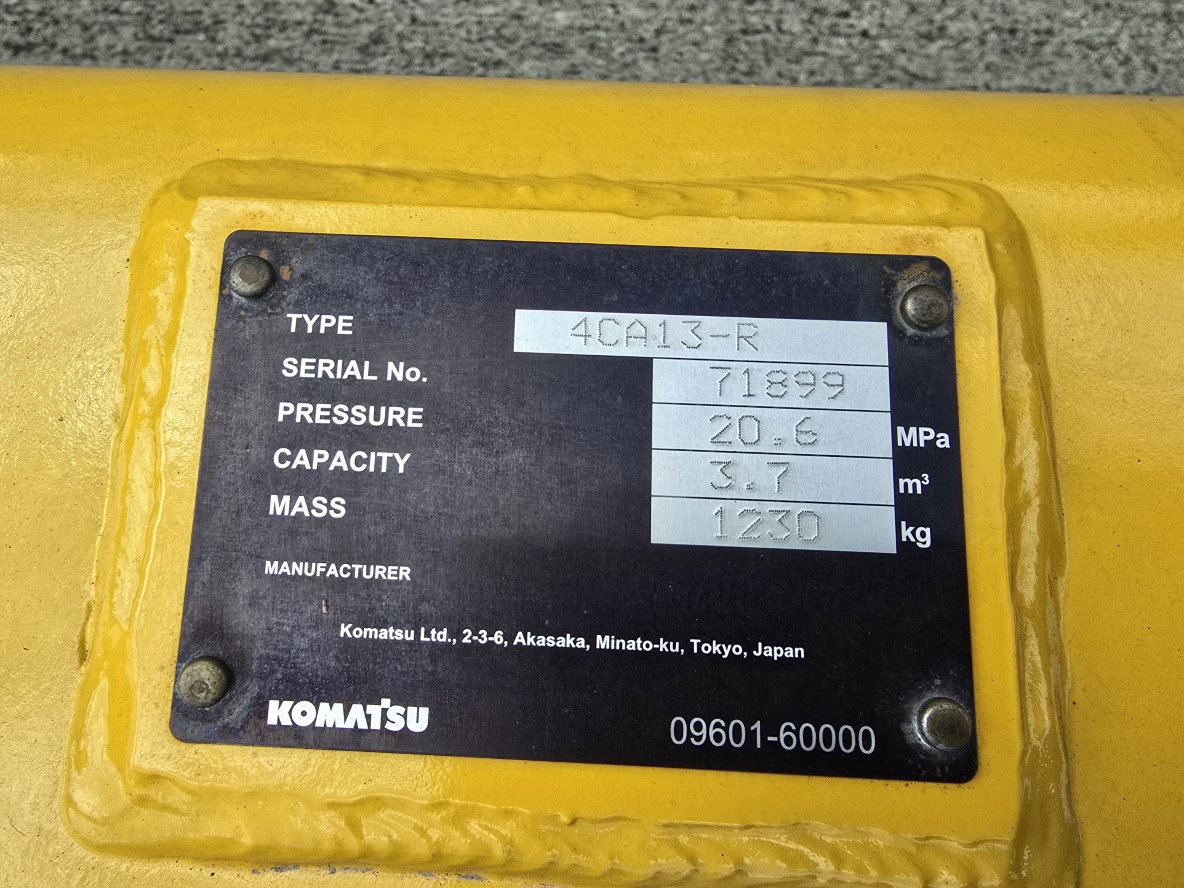 TYPE 4CA13-R
SERIAL No. 71899
PRESSURE 20.6 MPa
CAPACITY 3.7 m³
MASS 1230 kg
MANUFACTURER
Komatsu Ltd., 2-3-6, Akasaka, Minato-ku, Tokyo, Japan
KOMATSU 09601-60000